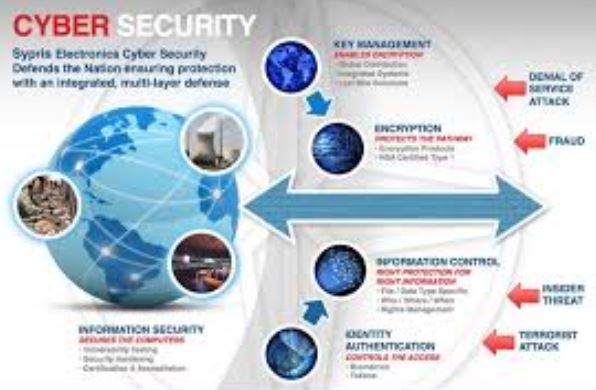 CYBER SECURITY
Sypris Electronics Cyber Security
Defends the Nation ensuring protection
with an integrated, multi-layer defense
KEY MANAGEMENT
ENABLES ENCRYPTION
- Global Distribution
- Integrated Systems
DENIAL OF
SERVICE
ATTACK
ENCRYPTION
PROTECTS THE PATHWAY
- Encryption Products
- NSA Certified Type 1
FRAUD
INFORMATION CONTROL
RIGHT PROTECTION FOR
RIGHT INFORMATION
- File / Data Type Specific
- Who / Where / When
- Rights Management
INSIDER
THREAT
IDENTITY
AUTHENTICATION
CONTROLS THE ACCESS
- Biometrics
- Tokens
TERRORIST
ATTACK
INFORMATION SECURITY
SECURES THE COMPUTERS
- Vulnerability Testing
- Security Hardening
- Certification & Accreditation